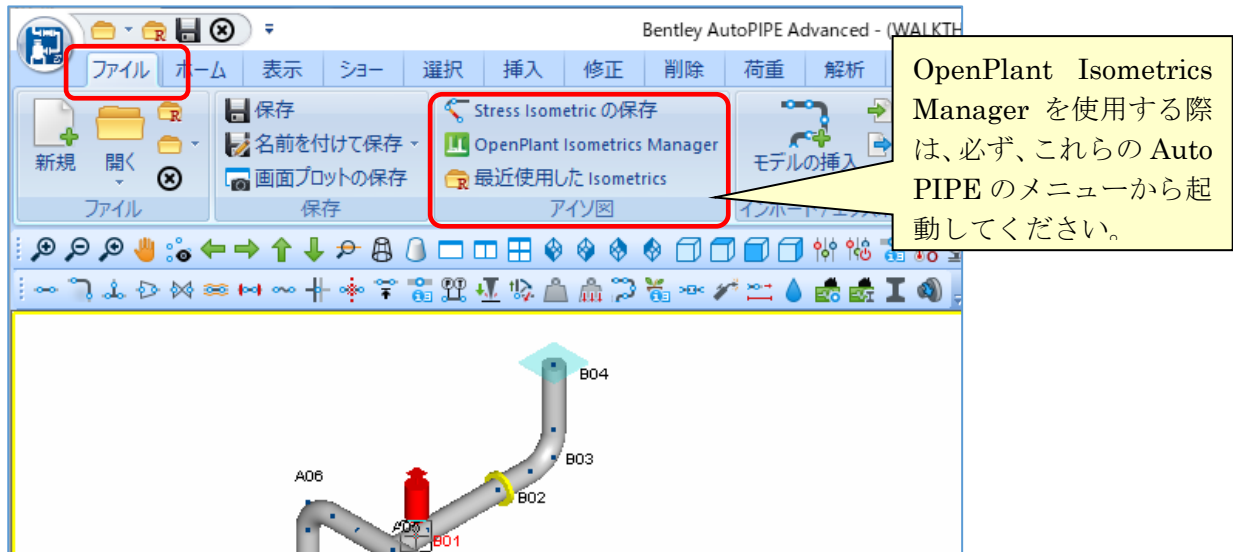 Bentley AutoPIPE Advanced - (WALKTH
ファイル ホーム 表示 ショー 選択 挿入 修正 削除 荷重 解析
新規
開く
保存
名前を付けて保存
画面プロットの保存
Stress Isometric の保存
OpenPlant Isometrics Manager
最近使用した Isometrics
モデルの挿入
ファイル 保存 アイソ図
OpenPlant Isometrics
Manager を使用する際
は、必ず、これらの Auto
PIPE のメニューから起
動してください。
B04
B03
A06
B02
B01